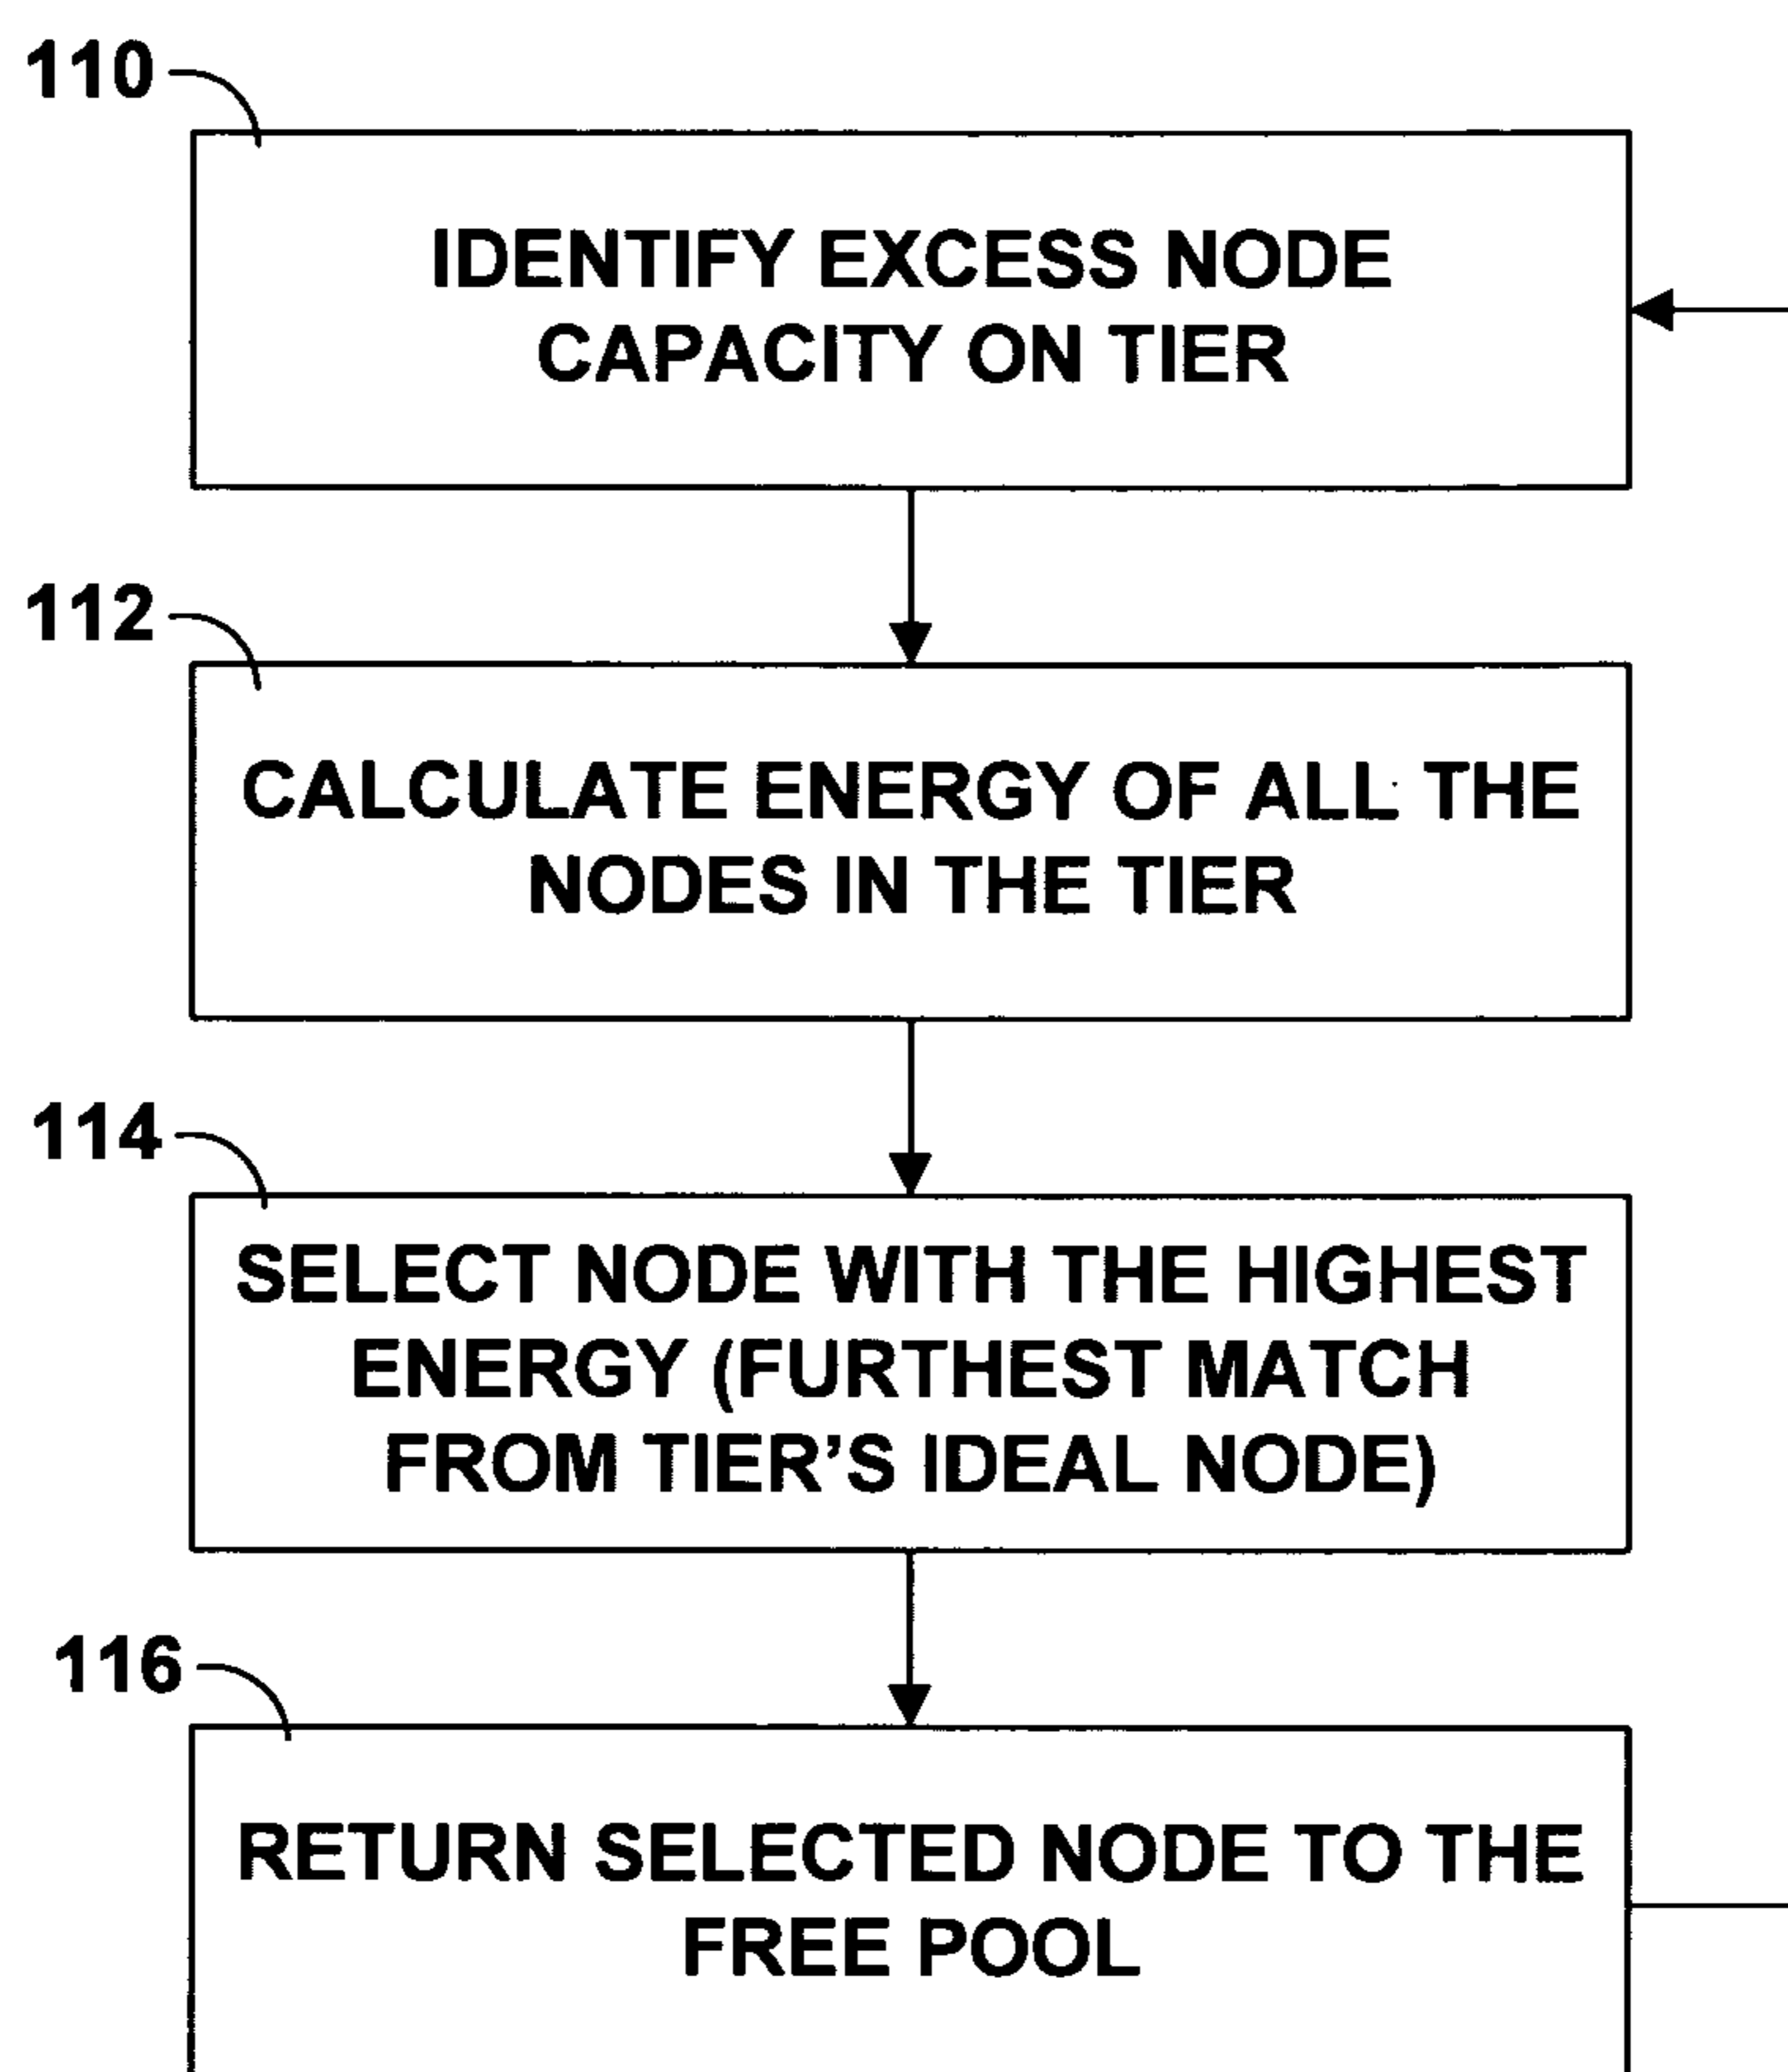 110
IDENTIFY EXCESS NODE
CAPACITY ON TIER
112
CALCULATE ENERGY OF ALL THE
NODES IN THE TIER
114
SELECT NODE WITH THE HIGHEST
ENERGY (FURTHEST MATCH
FROM TIER’S IDEAL NODE)
116
RETURN SELECTED NODE TO THE
FREE POOL